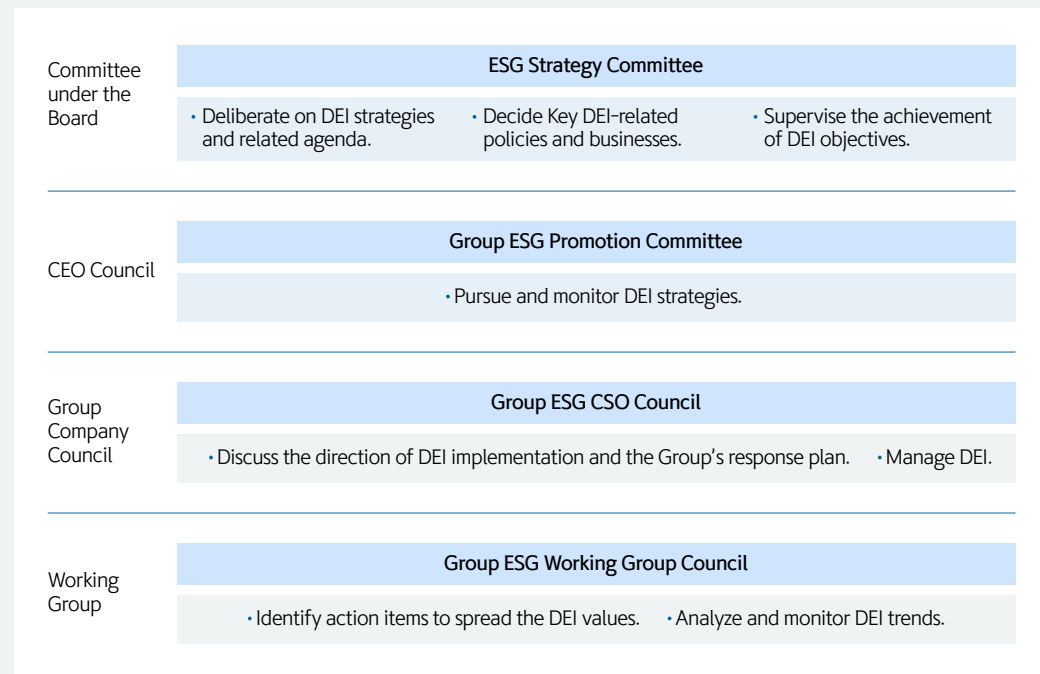 Committee
under the
Board
ESG Strategy Committee
· Deliberate on DEI strategies
and related agenda.
· Decide Key DEI-related
policies and businesses.
· Supervise the achievement
of DEI objectives.
CEO Council
Group ESG Promotion Committee
· Pursue and monitor DEI strategies.
Group
Company
Council
Group ESG CSO Council
· Discuss the direction of DEI implementation and the Group's response plan. · Manage DEI.
Working
Group
Group ESG Working Group Council
· Identify action items to spread the DEI values. · Analyze and monitor DEI trends.